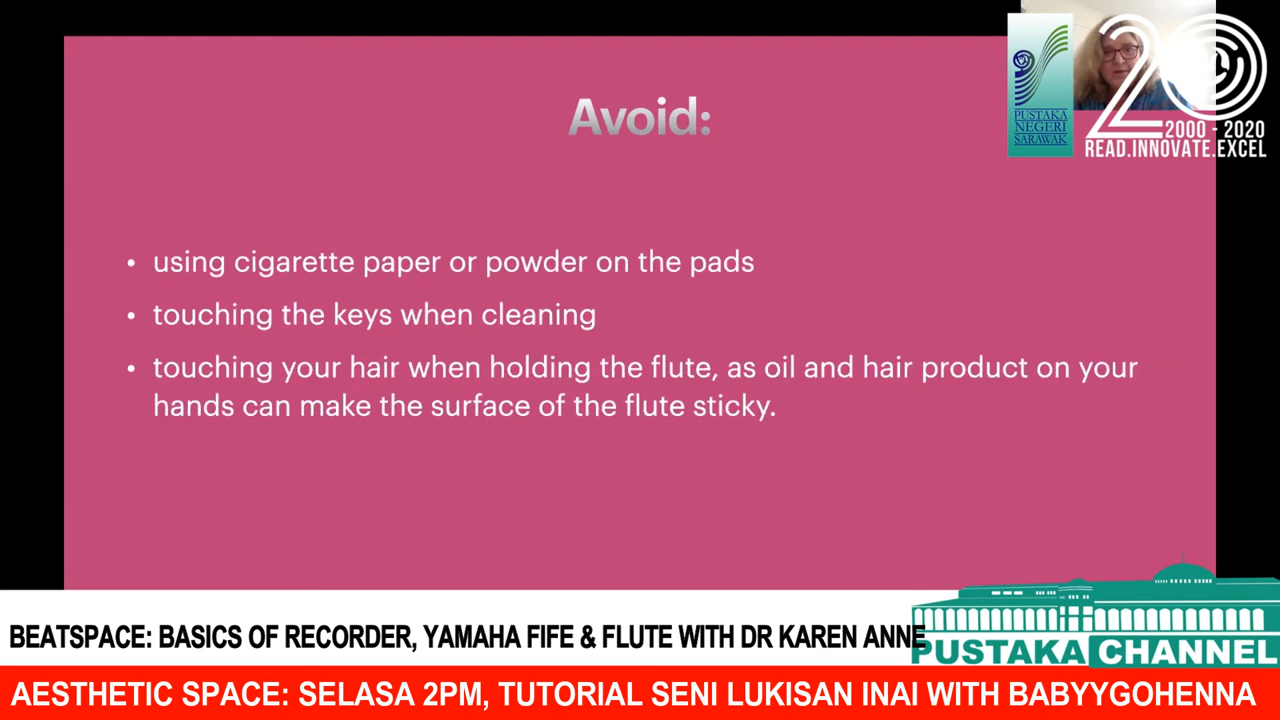 Avoid:
• using cigarette paper or powder on the pads
• touching the keys when cleaning
• touching your hair when holding the flute, as oil and hair product on your
hands can make the surface of the flute sticky.
PUSTAKA
NEGERI
SARAWAK
20
2000 - 2020
READ.INNOVATE.EXCEL
BEATSPACE: BASICS OF RECORDER, YAMAHA FIFE & FLUTE WITH DR KAREN ANNE
PUSTAKA CHANNEL
AESTHETIC SPACE: SELASA 2PM, TUTORIAL SENI LUKISAN INAI WITH BABYYGOHENNA